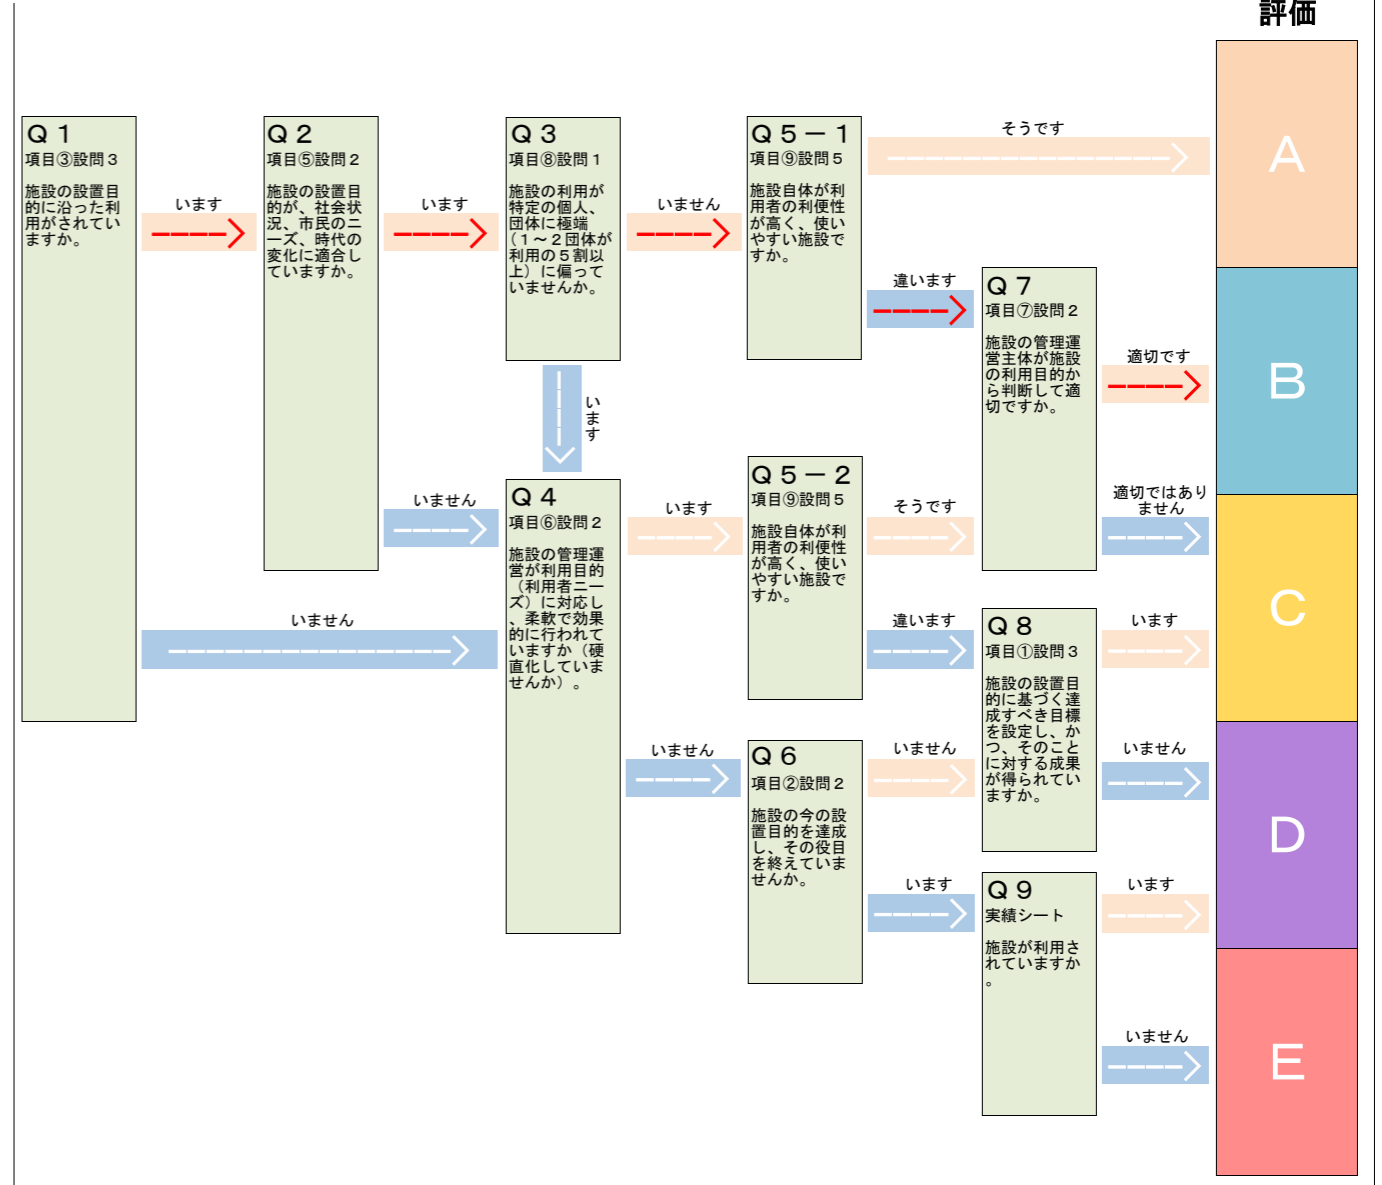 評価
Q1
項目③設問3
施設の設置目
的に沿った利
用がされてい
ますか。
います
いません
Q2
項目⑤設問2
施設の設置目
的が、社会状
況、市民のニ
ーズ、時代の
変化に適合し
ていますか。
います
いません
Q3
項目⑧設問1
施設の利用が
特定の個人、
団体に極端
(1~2団体が
利用の5割以
上)に偏って
いませんか。
いません
います
Q4
項目⑥設問2
施設の管理運
営が利用目的
(利用者ニー
ズ)に対応し
、柔軟で効果
的に行われて
いますか(硬
直化していま
せんか)。
います
いません
Q5-1
項目⑨設問5
施設自体が利
用者の利便性
が高く、使い
やすい施設で
すか。
そうです
違います
Q5-2
項目⑨設問5
施設自体が利
用者の利便性
が高く、使い
やすい施設で
すか。
そうです
違います
Q6
項目②設問2
施設の今の設
置目的を達成
し、その役目
を終えていま
せんか。
いません
います
Q7
項目⑦設問2
施設の管理運
営主体が施設
の利用目的か
ら判断して適
切ですか。
適切です
適切ではあり
ません
Q8
項目①設問3
施設の設置目
的に基づく達
成すべき目標
を設定し、か
つ、そのこと
に対する成果
が得られてい
ますか。
います
いません
Q9
実績シート
施設が利用さ
れていますか
。
います
いません
A
B
C
D
E